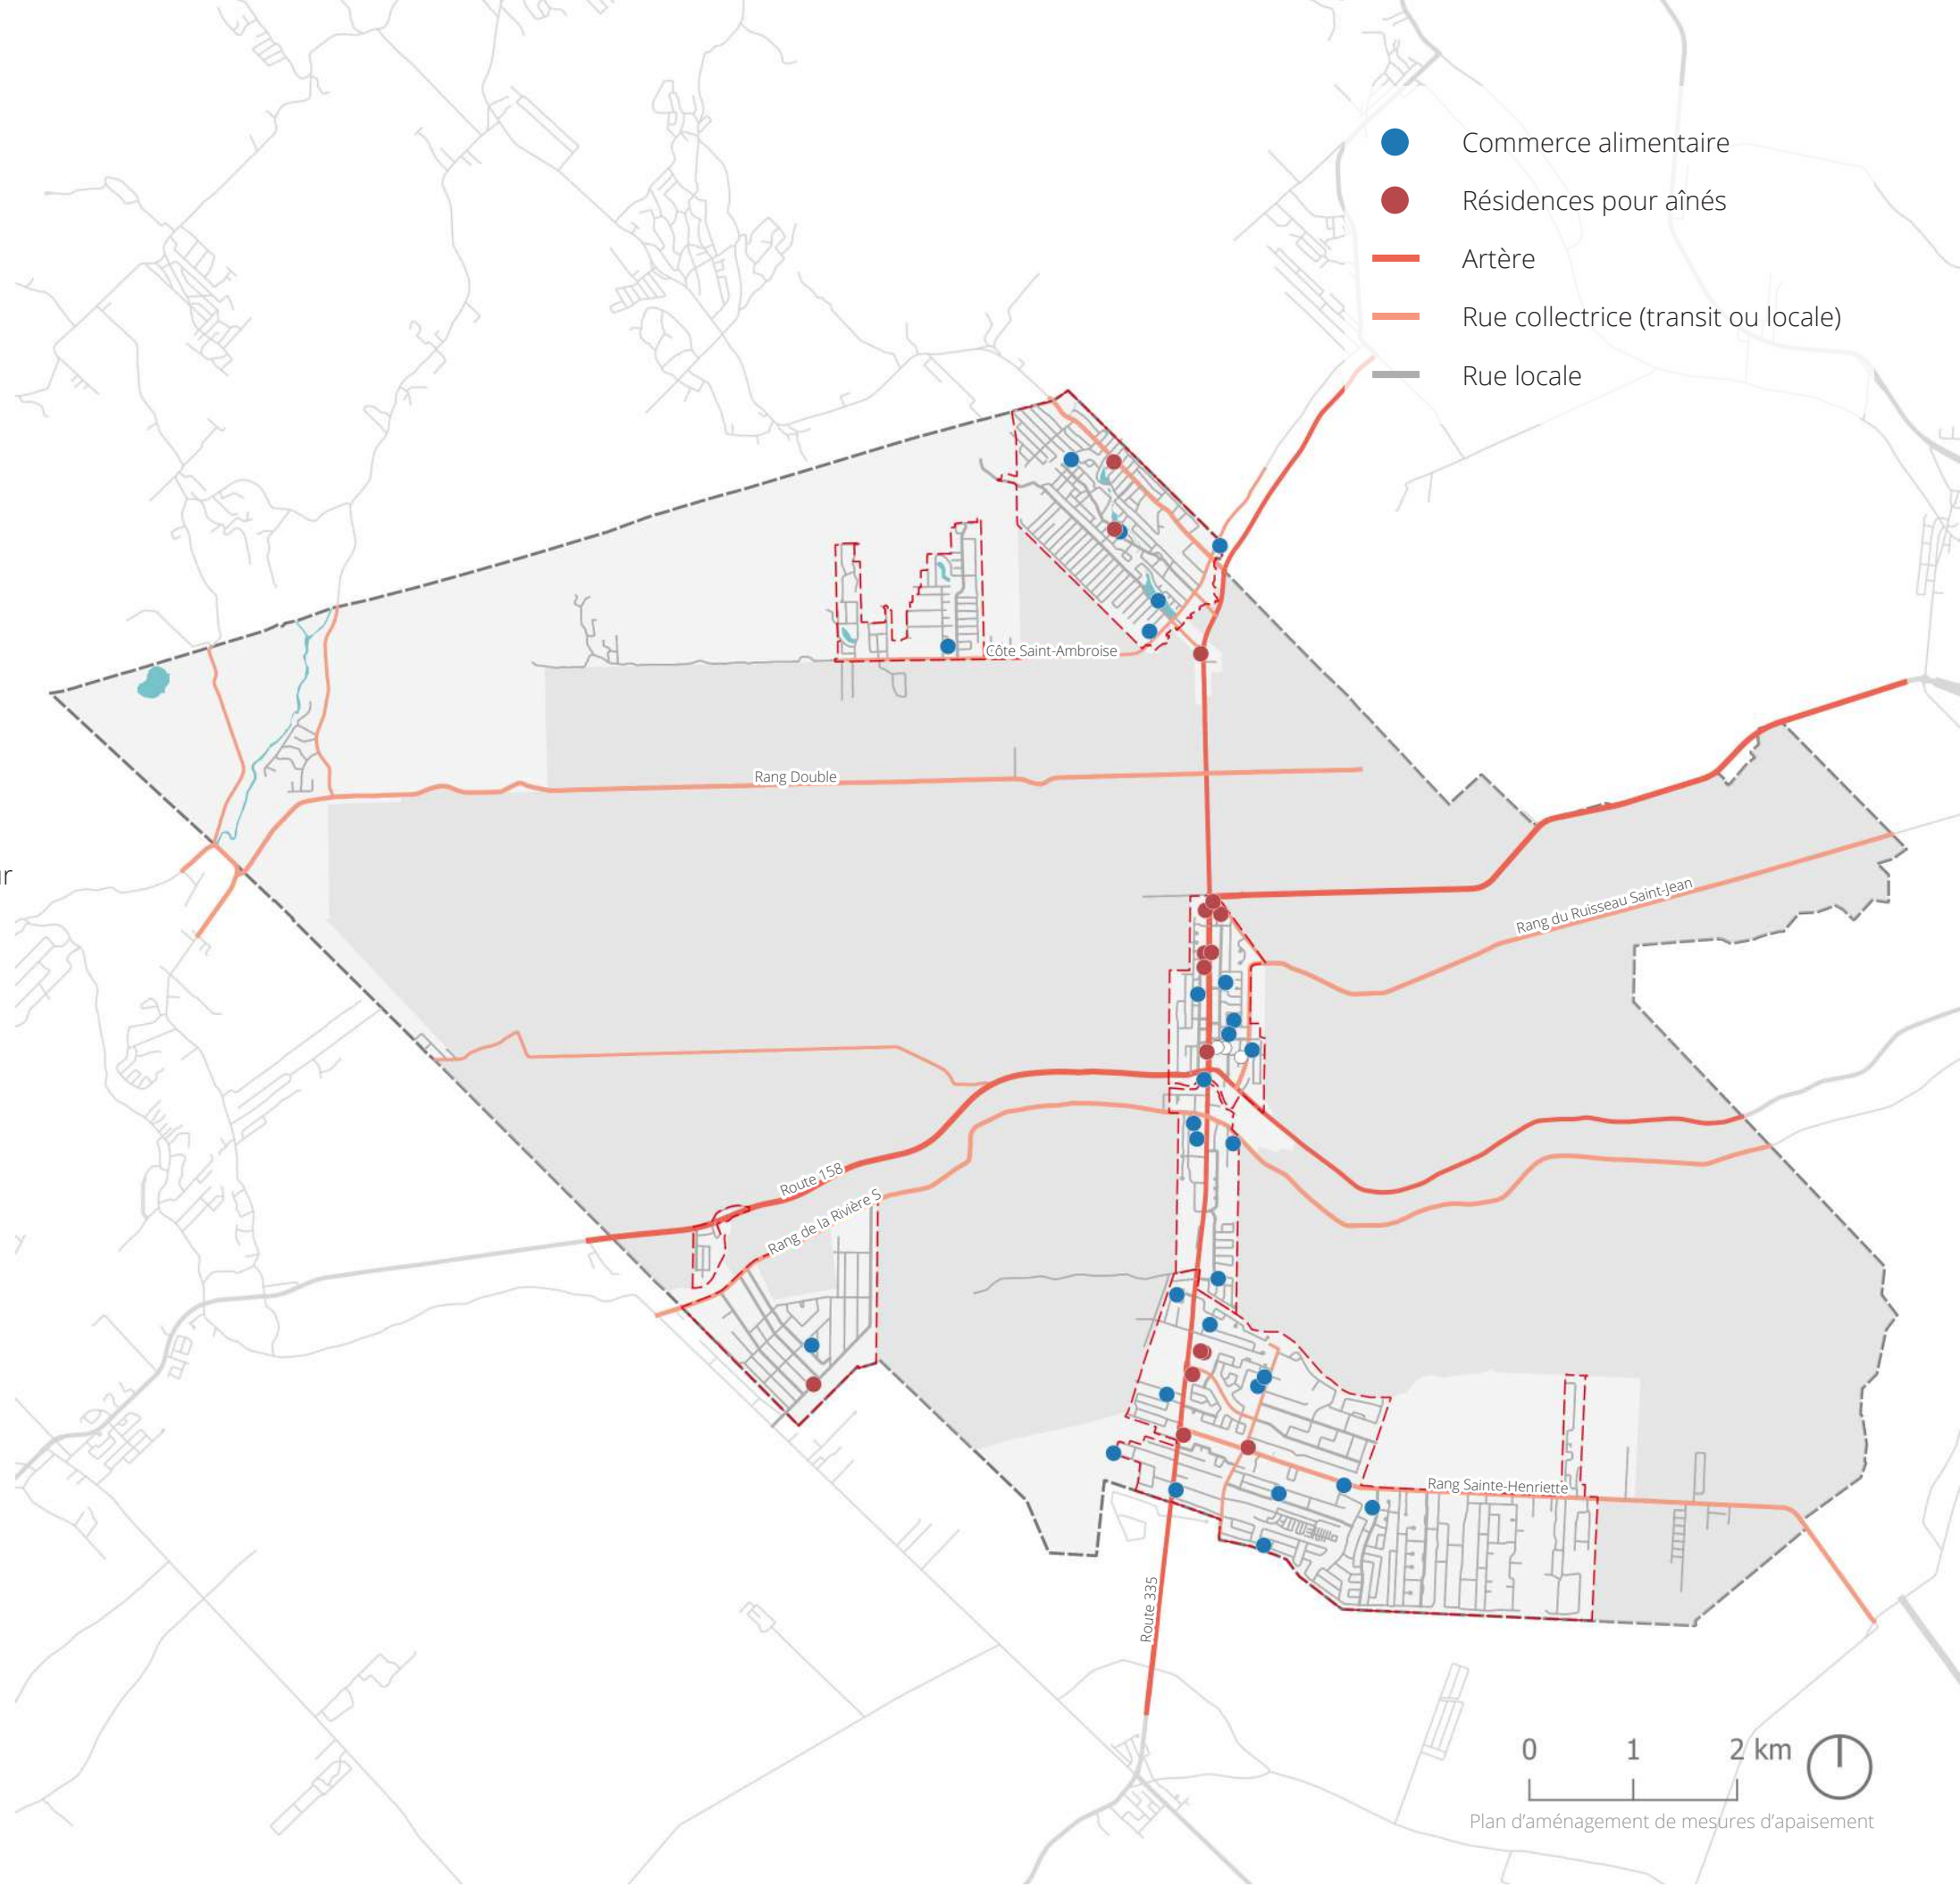 Commerce alimentaire
Résidences pour aînés
Artère
Rue collectrice (transit ou locale)
Rue locale
Côte Saint-Ambroise
Rang Double
Rang du Ruisseau Saint-Jean
Route 158
Rang de la Rivière S
Rang Sainte-Henriette
Route 335
0 1 2 km
Plan d'aménagement de mesures d'apaisement